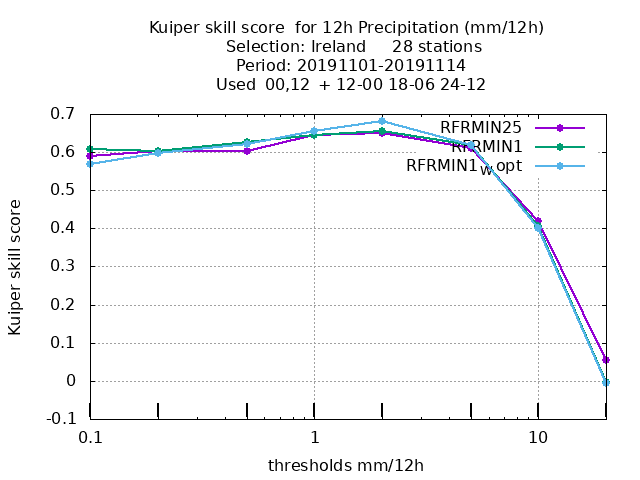 Kuiper skill score for 12h Precipitation (mm/12h)
Selection: Ireland 28 stations
Period: 20191101-20191114
Used 00,12 + 12-00 18-06 24-12
RFRMIN25
RFRMIN1
RFRMIN1wopt
0.7
0.6
0.5
0.4
0.3
0.2
0.1
0
-0.1
Kuiper skill score
0.1 1 10
thresholds mm/12h